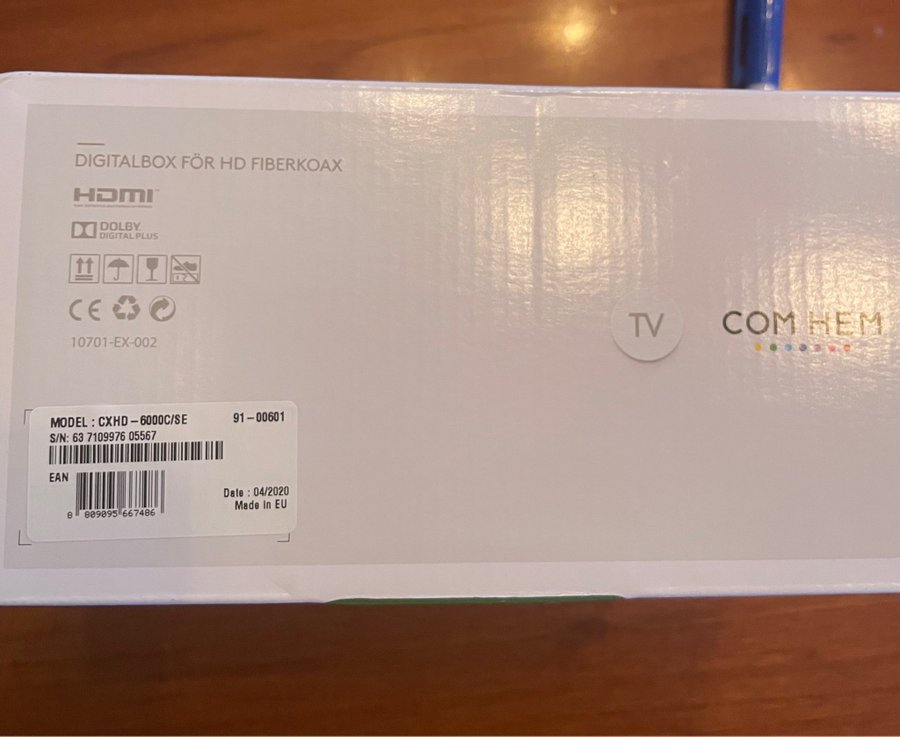 DIGITALBOX FÖR HD FIBERKOAX
HDMI
DOLBY
DIGITAL PLUS
CE
10701-EX-002
TV
COM HEM
MODEL : CXHD-6000C/SE 91-00601
S/N: 63 7109976 05567
EAN
8 809095 667486
Date : 04/2020
Made in EU